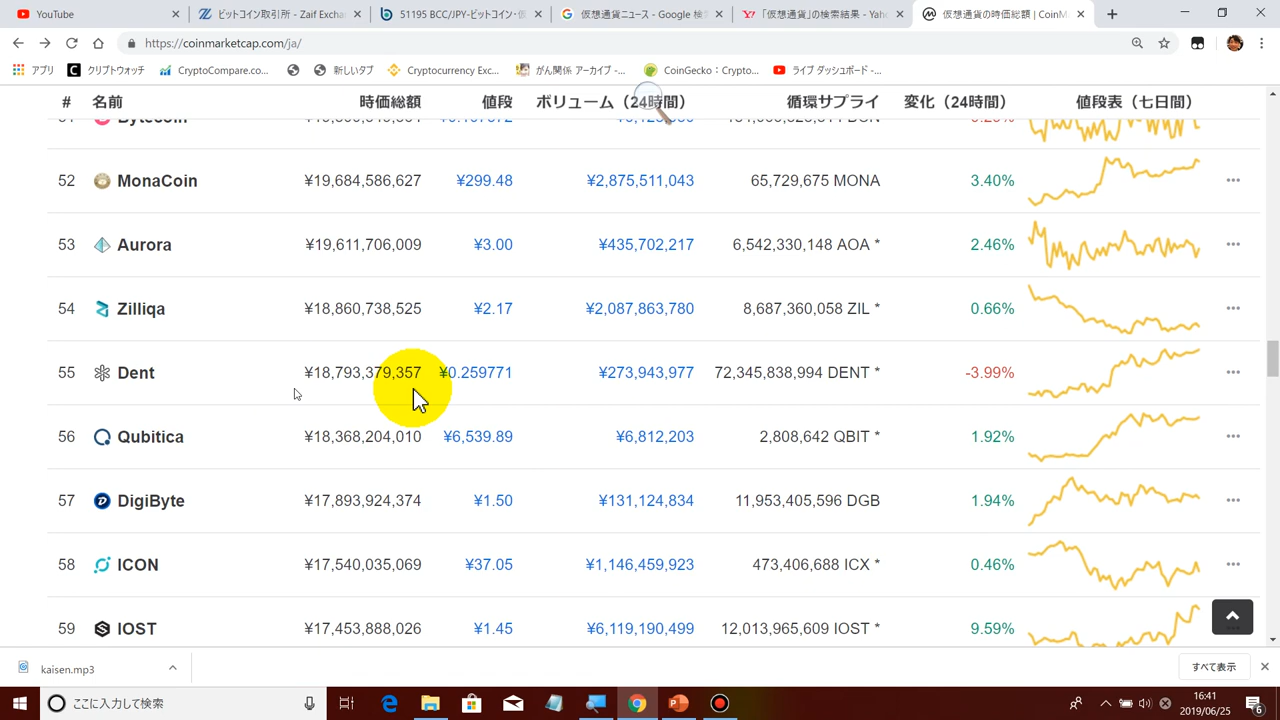 YouTube
ビットコイン取引所 - Zaif Exchan
51195 BCC/JPY-ビットコイン・仮
仮想通貨ニュース - Google 検索
「仮想通貨」の検索結果 - Yaho
仮想通貨の時価総額 | CoinM
https://coinmarketcap.com/ja/
アプリ
クリプトウォッチ
CryptoCompare.co...
新しいタブ
Cryptocurrency Exc...
がん関係 アーカイブ - ...
CoinGecko：Crypto...
ライブ ダッシュボード - ...
# 名前 時価総額 値段 ボリューム（24時間） 循環サプライ 変化（24時間） 値段表（七日間）
Bytecoin
52 MonaCoin ¥19,684,586,627 ¥299.48 ¥2,875,511,043 65,729,675 MONA 3.40%
53 Aurora ¥19,611,706,009 ¥3.00 ¥435,702,217 6,542,330,148 AOA * 2.46%
54 Zilliqa ¥18,860,738,525 ¥2.17 ¥2,087,863,780 8,687,360,058 ZIL * 0.66%
55 Dent ¥18,793,379,357 ¥0.259771 ¥273,943,977 72,345,838,994 DENT * -3.99%
56 Qubitica ¥18,368,204,010 ¥6,539.89 ¥6,812,203 2,808,642 QBIT * 1.92%
57 DigiByte ¥17,893,924,374 ¥1.50 ¥131,124,834 11,953,405,596 DGB 1.94%
58 ICON ¥17,540,035,069 ¥37.05 ¥1,146,459,923 473,406,688 ICX * 0.46%
59 IOST ¥17,453,888,026 ¥1.45 ¥6,119,190,499 12,013,965,609 IOST * 9.59%
kaisen.mp3
すべて表示
ここに入力して検索
16:41
2019/06/25
6